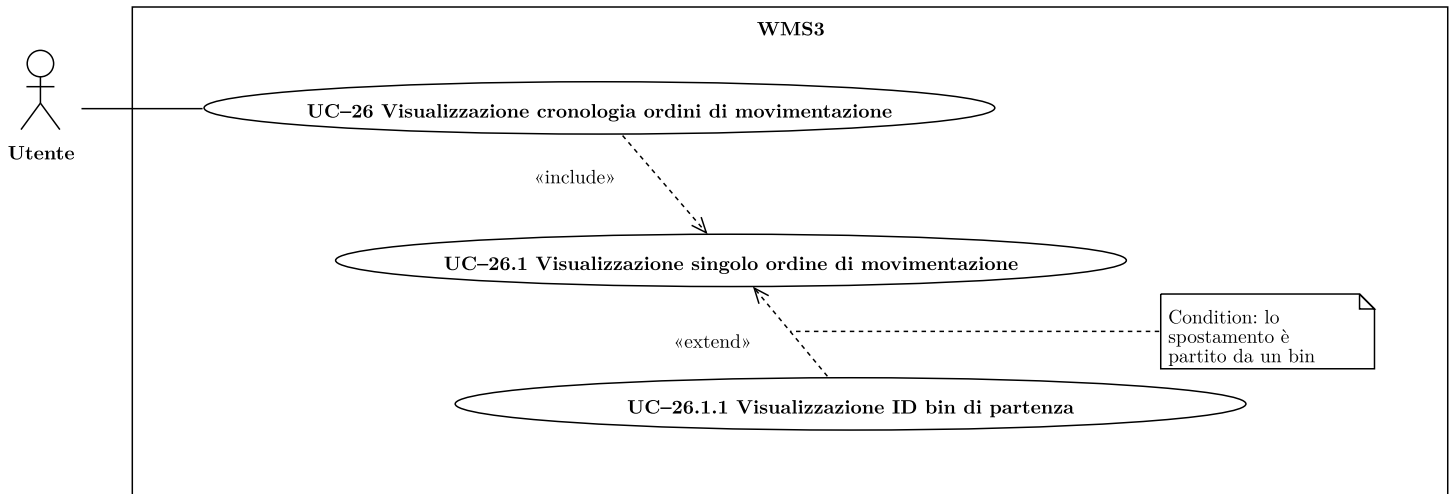 WMS3
UC–26 Visualizzazione cronologia ordini di movimentazione
Utente
«include»
UC–26.1 Visualizzazione singolo ordine di movimentazione
Condition: lo
spostamento è
partito da un bin
«extend»
UC–26.1.1 Visualizzazione ID bin di partenza